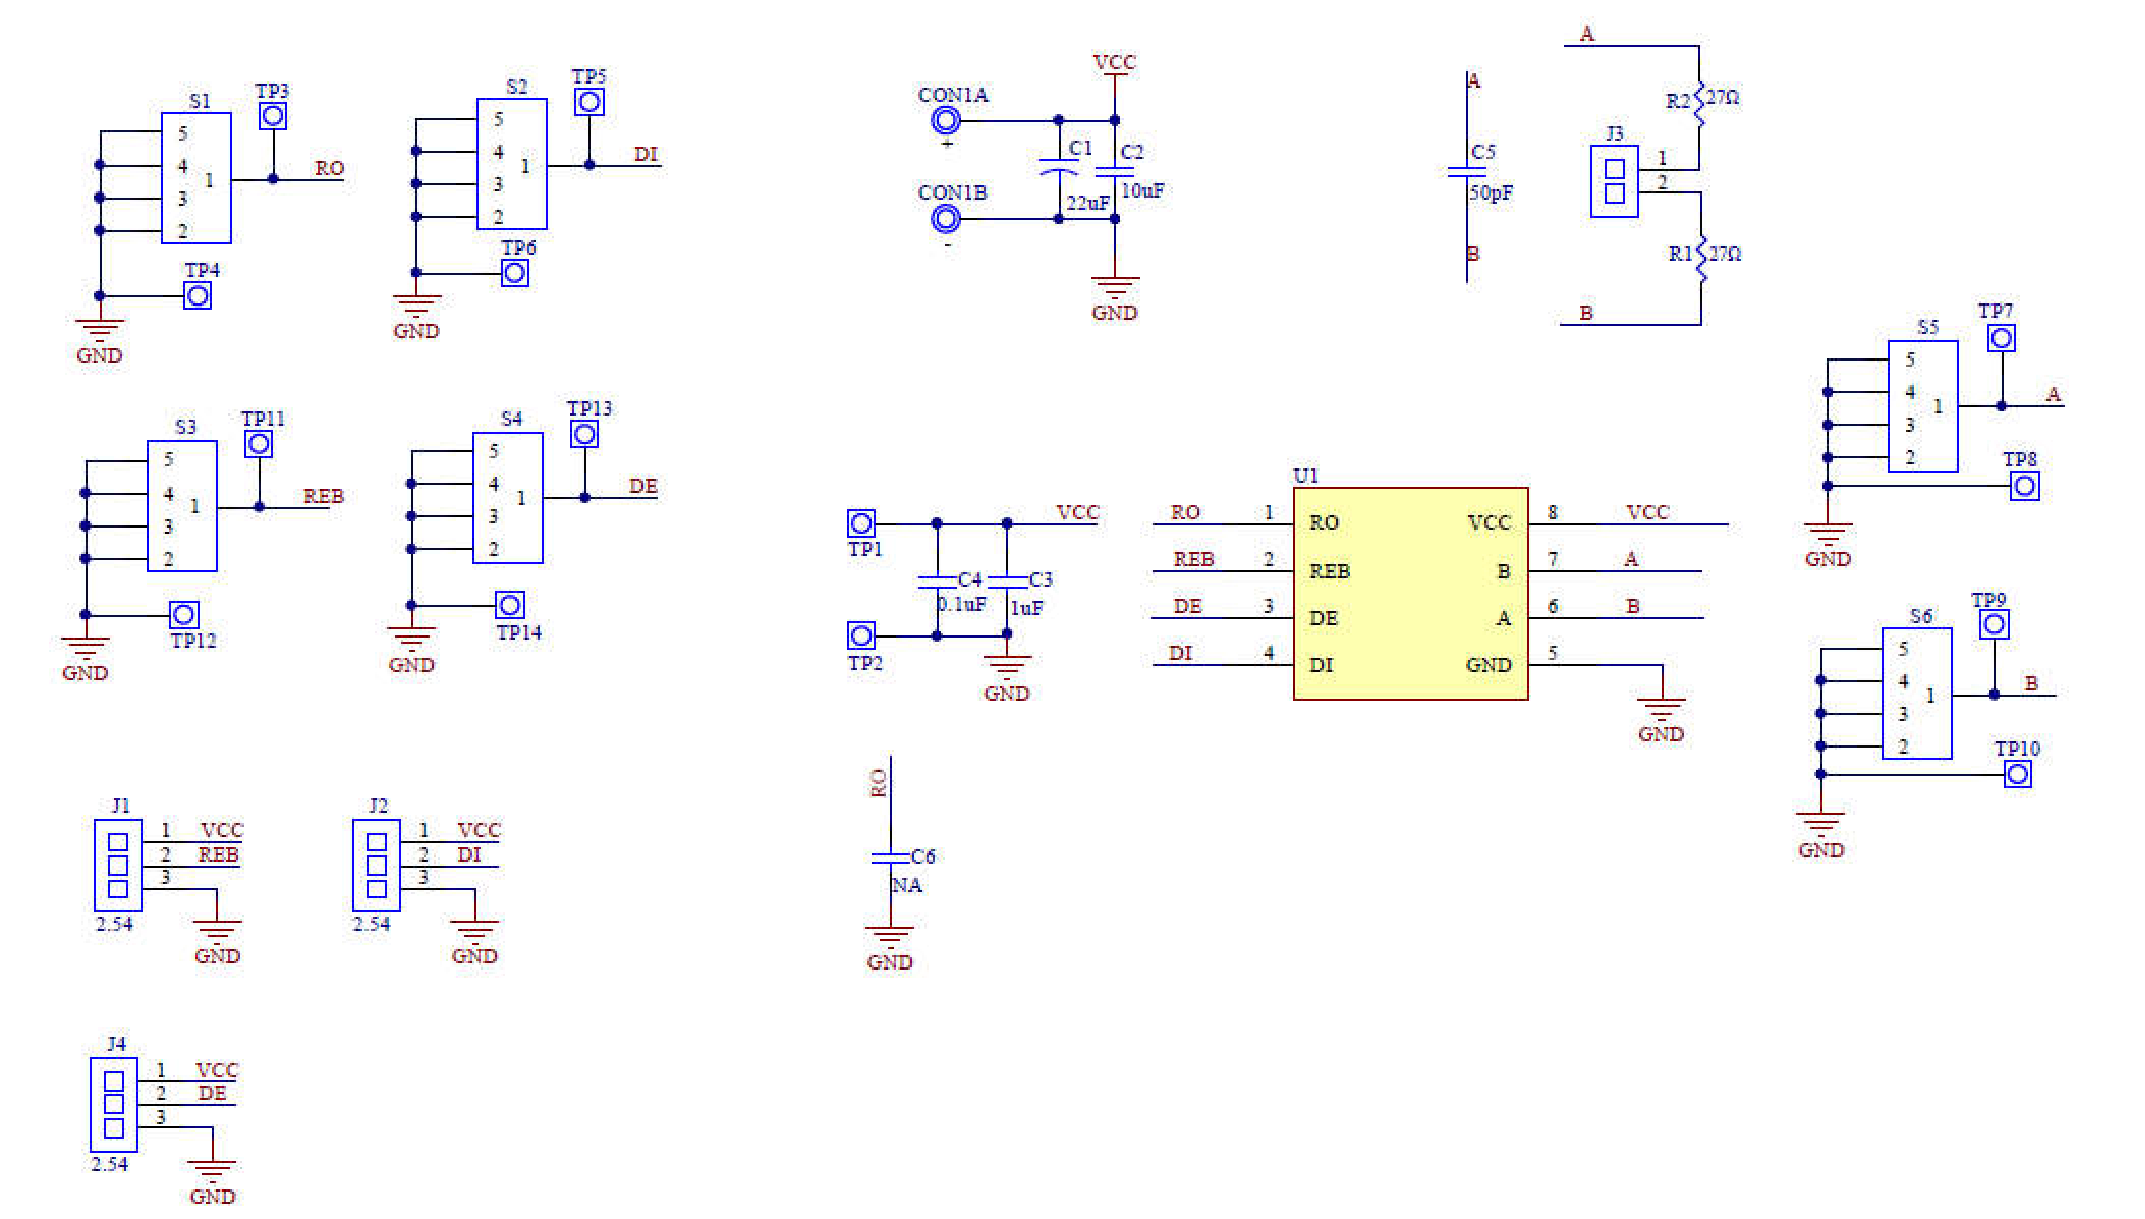 S1
TP3
5
4
3
2
1
RO
TP4
GND
S2
TP5
5
4
3
2
1
DI
TP6
GND
CON1A
+
CON1B
-
VCC
C1
22uF
C2
10uF
GND
A
C5
50pF
B
A
R2 27Ω
J3
1
2
R1 27Ω
B
S3
TP11
5
4
3
2
1
REB
TP12
GND
S4
TP13
5
4
3
2
1
DE
TP14
GND
TP1
VCC
C4
0.1uF
C3
1uF
TP2
GND
U1
RO 1 RO
REB 2 REB
DE 3 DE
DI 4 DI
VCC 8 VCC
B 7 A
A 6 B
GND 5
GND
S5
TP7
5
4
3
2
1
A
TP8
GND
S6
TP9
5
4
3
2
1
B
TP10
GND
J1
1 VCC
2 REB
3
2.54
GND
J2
1 VCC
2 DI
3
2.54
GND
RO
C6
NA
GND
J4
1 VCC
2 DE
3
2.54
GND